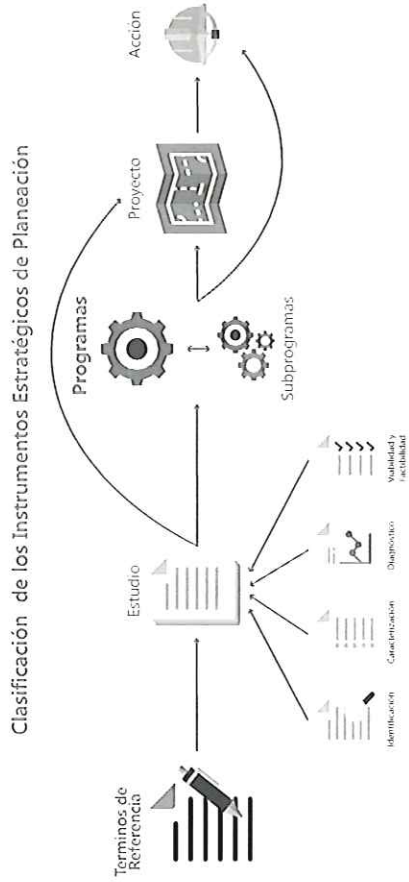 Clasificación de los Instrumentos Estratégicos de Planeación
Terminos de
Referencia
Estudio
Programas
Subprogramas
Proyecto
Acción
Identificación
Caracterización
Diagnóstico
Viabilidad y
Factibilidad